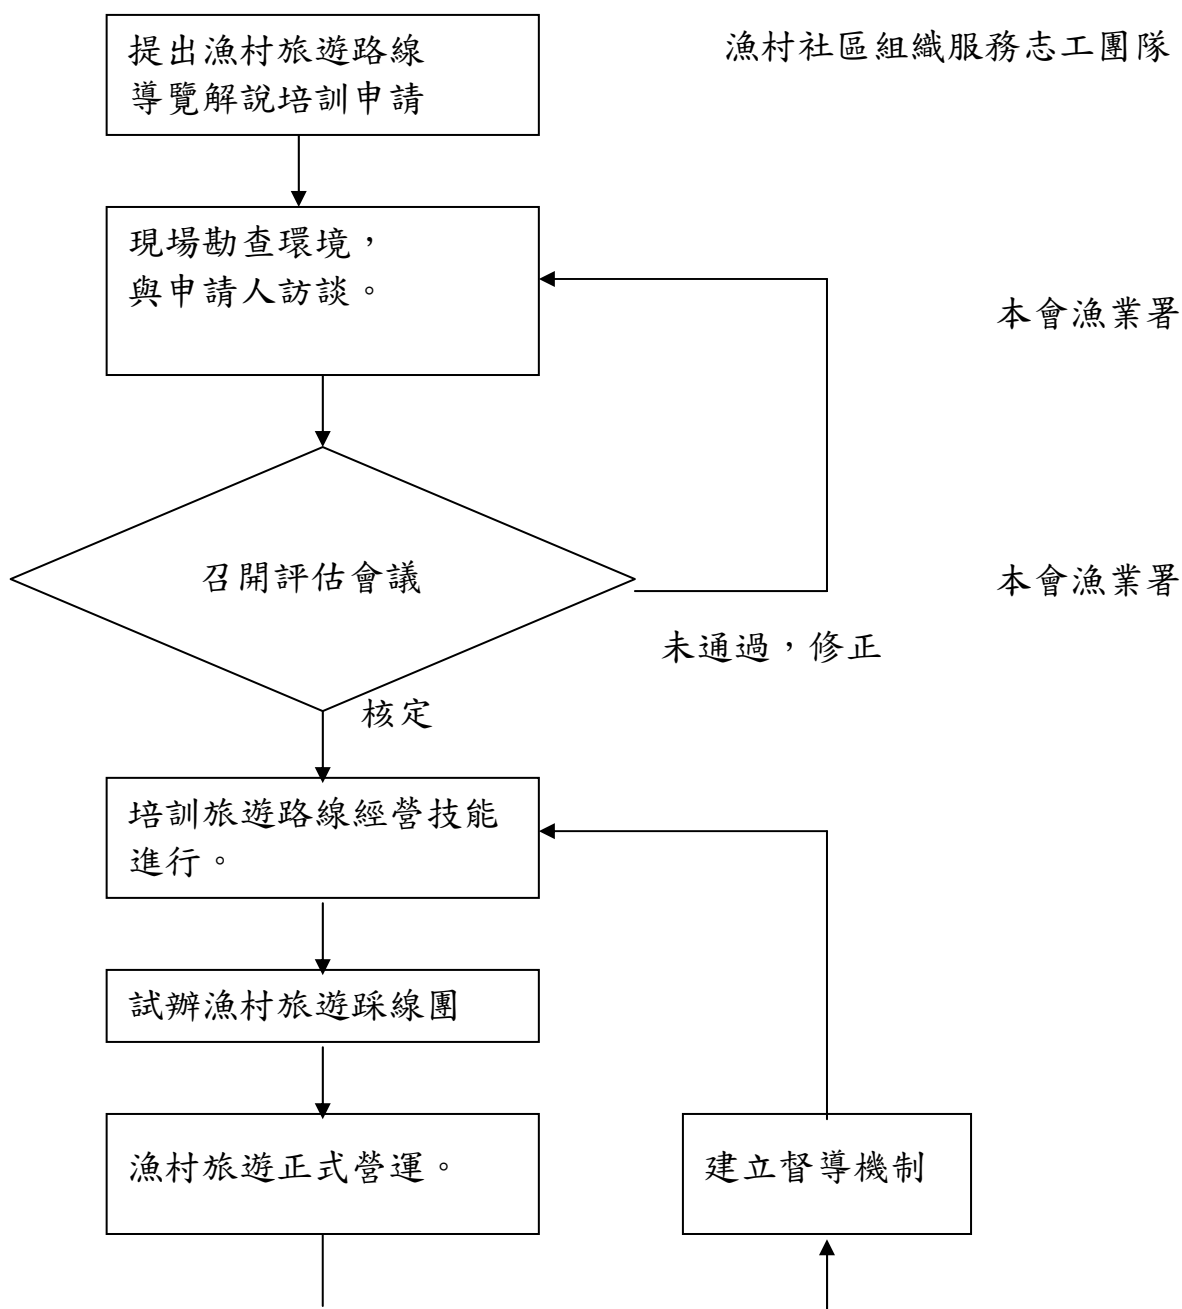 提出漁村旅遊路線
導覽解說培訓申請
漁村社區組織服務志工團隊
現場勘查環境，
與申請人訪談。
本會漁業署
召開評估會議
本會漁業署
未通過，修正
核定
培訓旅遊路線經營技能
進行。
試辦漁村旅遊踩線團
漁村旅遊正式營運。
建立督導機制